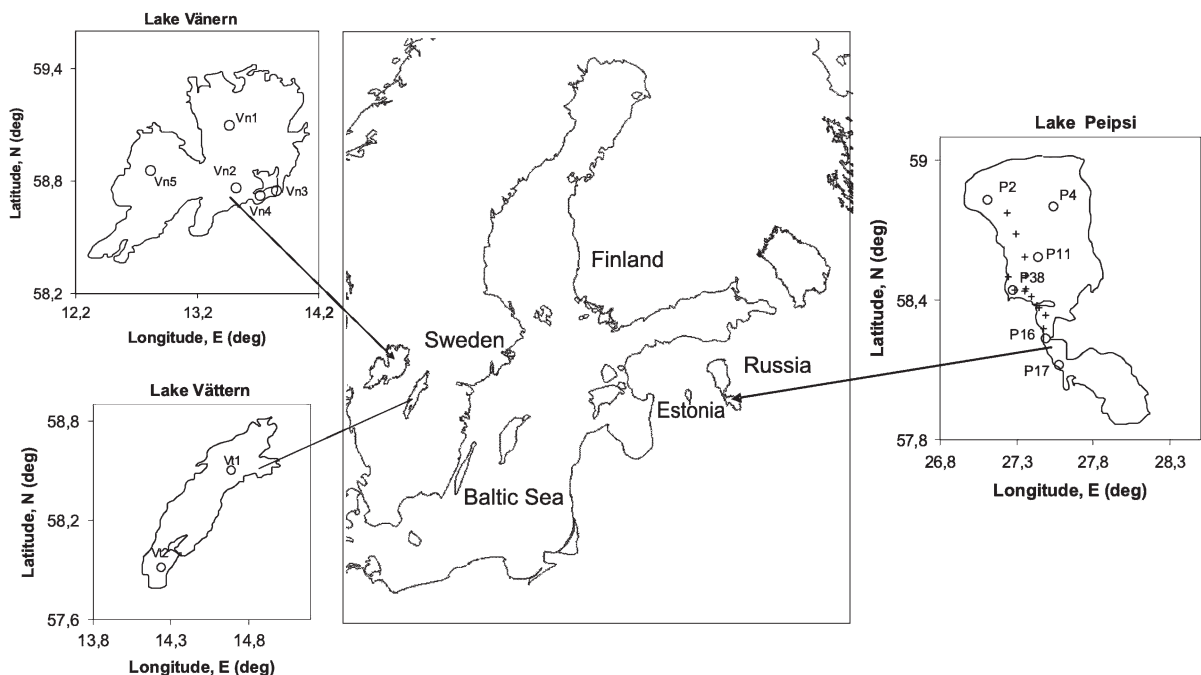 Lake Vänern
Latitude, N (deg)
59,4
58,8
58,2
Vn1
Vn2
Vn3
Vn4
Vn5
12,2
13,2
14,2
Longitude, E (deg)
Lake Vättern
Latitude, N (deg)
58,8
58,2
57,6
Vt1
Vt2
13,8
14,3
14,8
Longitude, E (deg)
Finland
Sweden
Russia
Estonia
Baltic Sea
Lake Peipsi
Latitude, N (deg)
59
58,4
57,8
P2
P4
P11
P38
P16
P17
26,8
27,3
27,8
28,3
Longitude, E (deg)